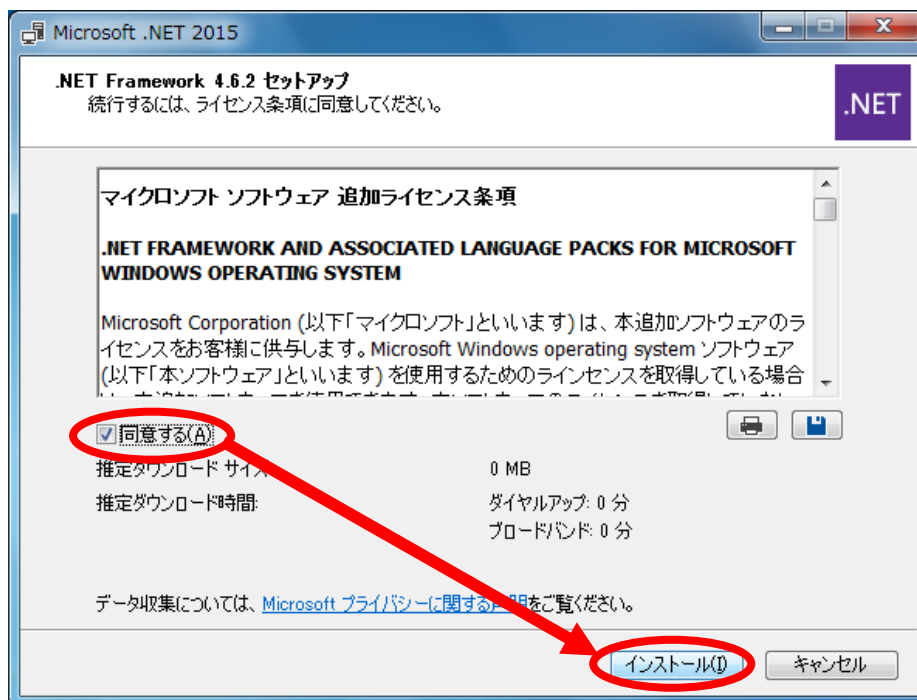 Microsoft .NET 2015
.NET Framework 4.6.2 セットアップ
続行するには、ライセンス条項に同意してください。
.NET
マイクロソフト ソフトウェア 追加ライセンス条項
.NET FRAMEWORK AND ASSOCIATED LANGUAGE PACKS FOR MICROSOFT
WINDOWS OPERATING SYSTEM
Microsoft Corporation (以下「マイクロソフト」といいます) は、本追加ソフトウェアのラ
イセンスをお客様に供与します。Microsoft Windows operating system ソフトウェア
(以下「本ソフトウェア」といいます) を使用するためのラインセンスを取得している場合
同意する(A)
推定ダウンロード サイズ
0 MB
推定ダウンロード時間:
ダイヤルアップ: 0 分
ブロードバンド: 0 分
データ収集については、Microsoft プライバシーに関する声明をご覧ください。
インストール(I)
キャンセル